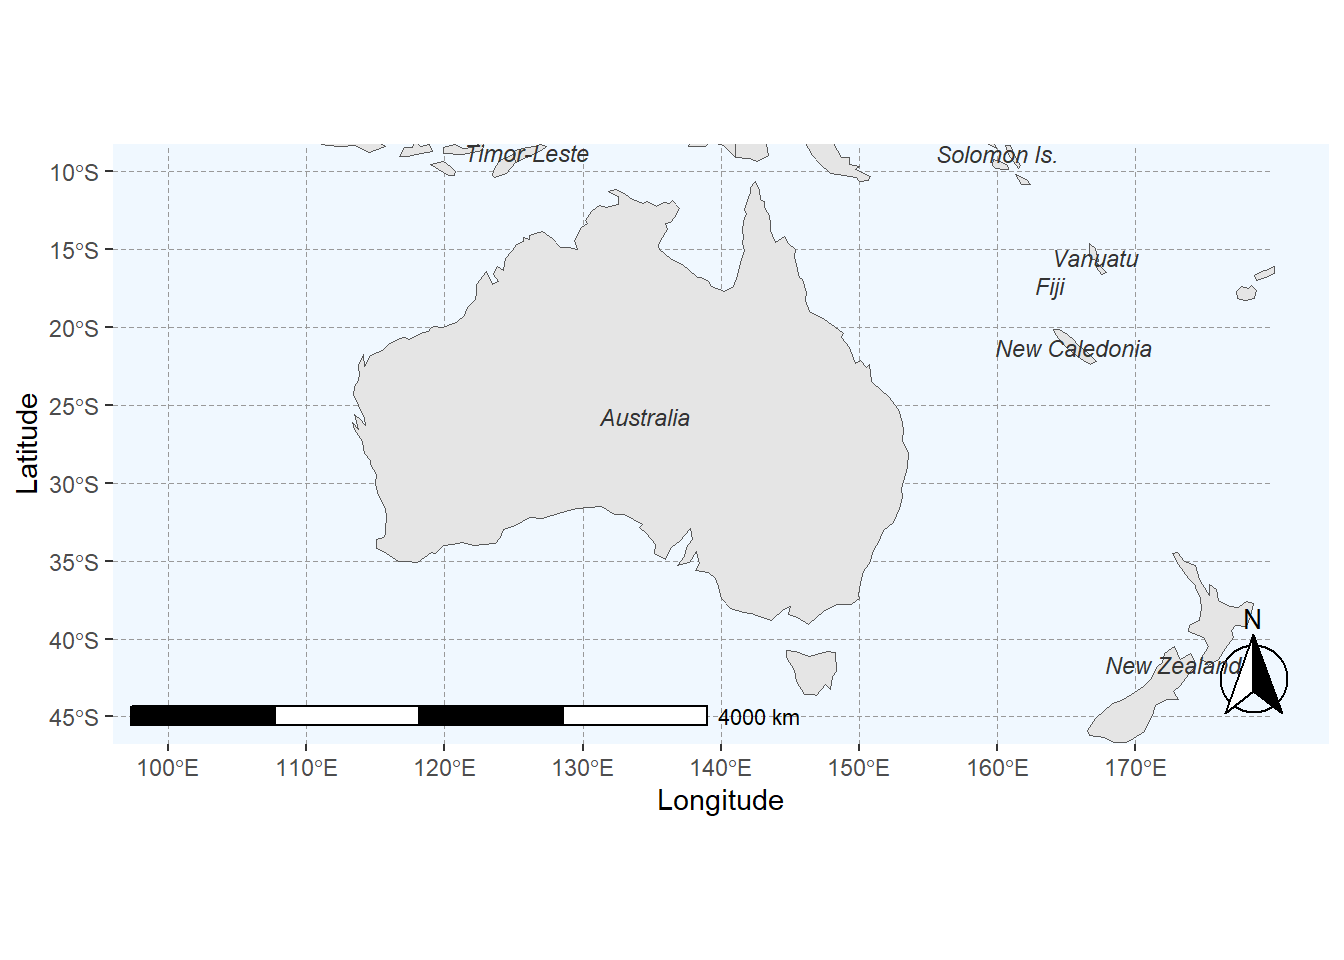 Timor-Leste
Solomon Is.
10°S
15°S
Vanuatu
Fiji
20°S
New Caledonia
25°S
Australia
Latitude
30°S
35°S
N
40°S
New Zealand
45°S
4000 km
100°E
110°E
120°E
130°E
140°E
150°E
160°E
170°E
Longitude